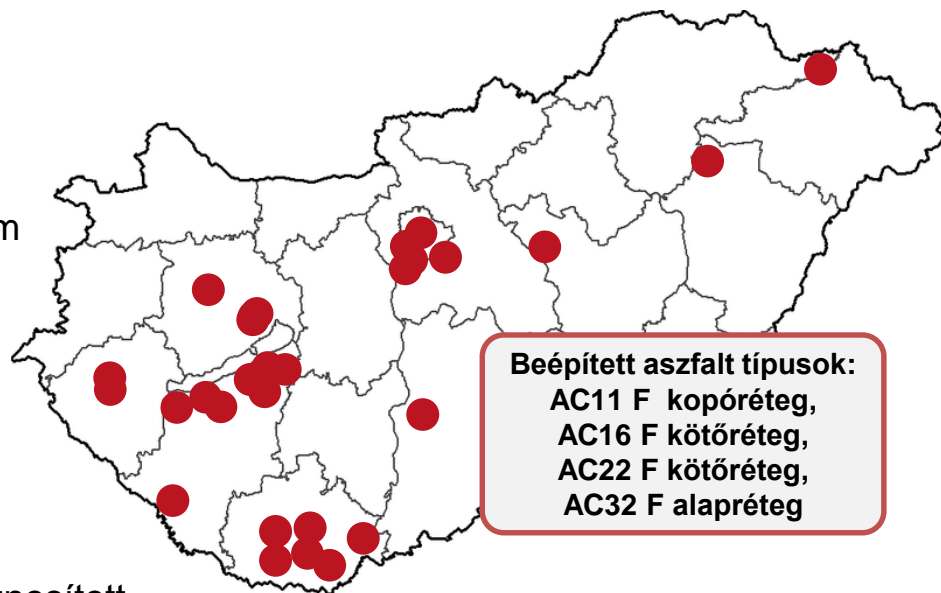 m
Beépített aszfalt típusok:
AC11 F kopóréteg,
AC16 F kötőréteg,
AC22 F kötőréteg,
AC32 F alapréteg